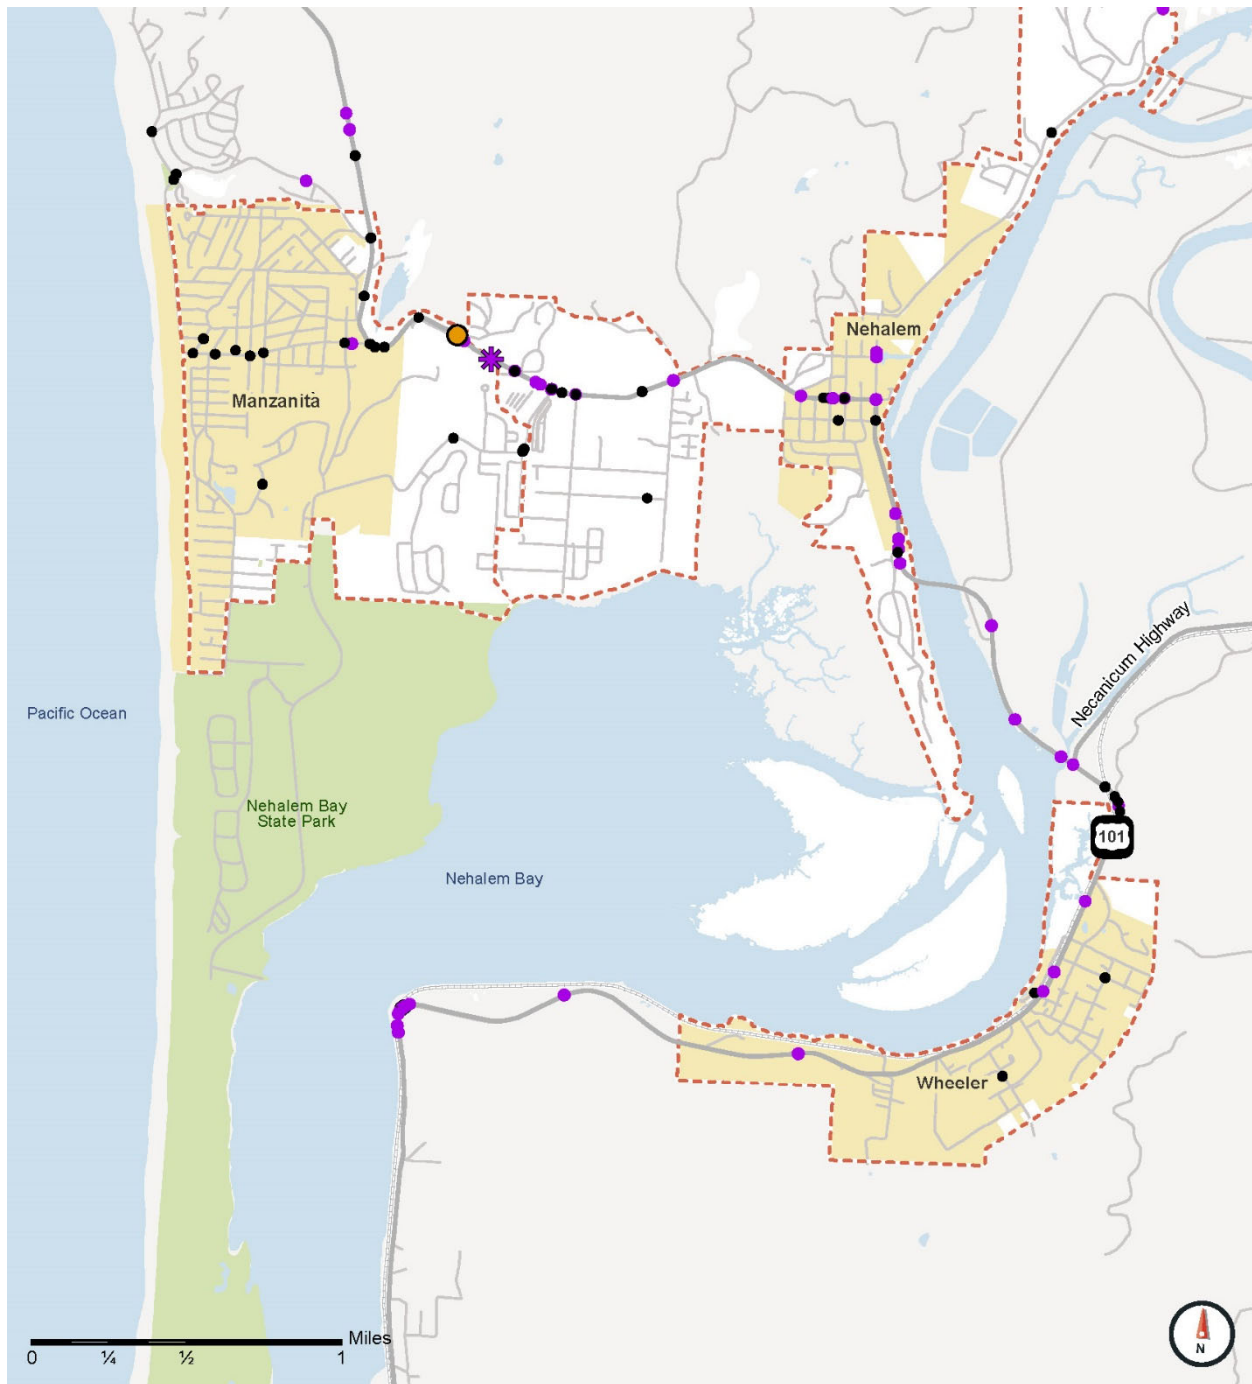 Nehalem
Manzanita
Necanicum Highway
Pacific Ocean
Nehalem Bay
State Park
101
Nehalem Bay
Wheeler
Miles
0 ¼ ½ 1
N